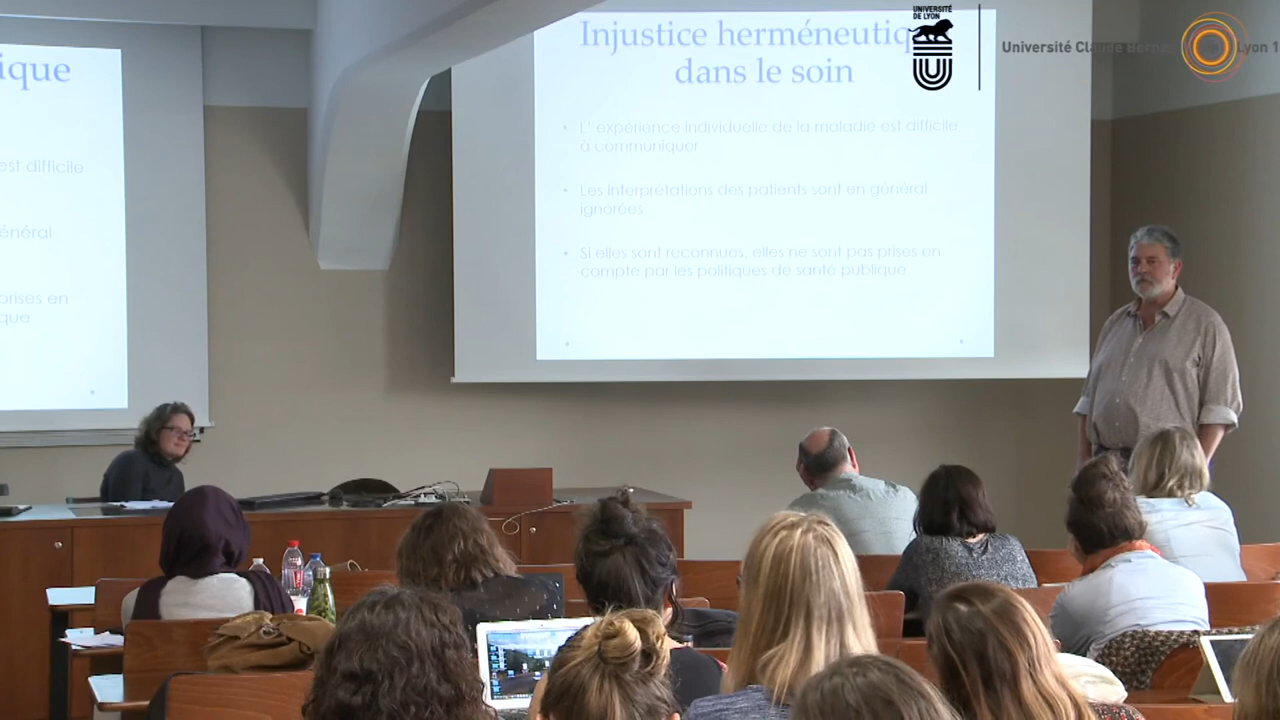 ique
est difficile
énéral
prises en
que
Injustice herméneutiq
dans le soin
• L' expérience individuelle de la maladie est difficile
à communiquer
• Les interprétations des patients sont en général
ignorées
• Si elles sont reconnues, elles ne sont pas prises en
compte par les politiques de santé publique
UNIVERSITÉ
DE LYON
Université Claude Bernard Lyon 1